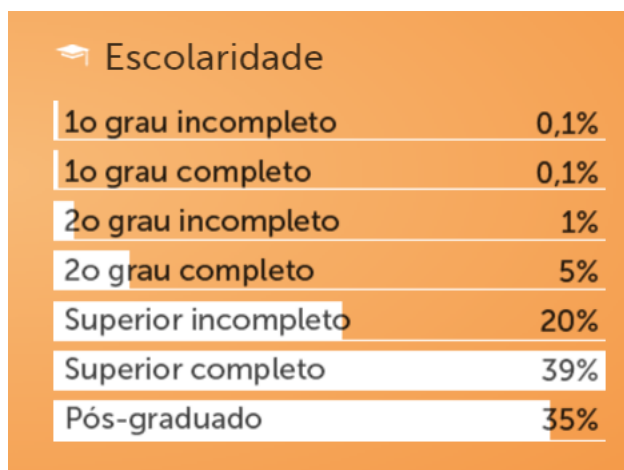 Escolaridade
1o grau incompleto 0,1%
1o grau completo 0,1%
2o grau incompleto 1%
2o grau completo 5%
Superior incompleto 20%
Superior completo 39%
Pós-graduado 35%